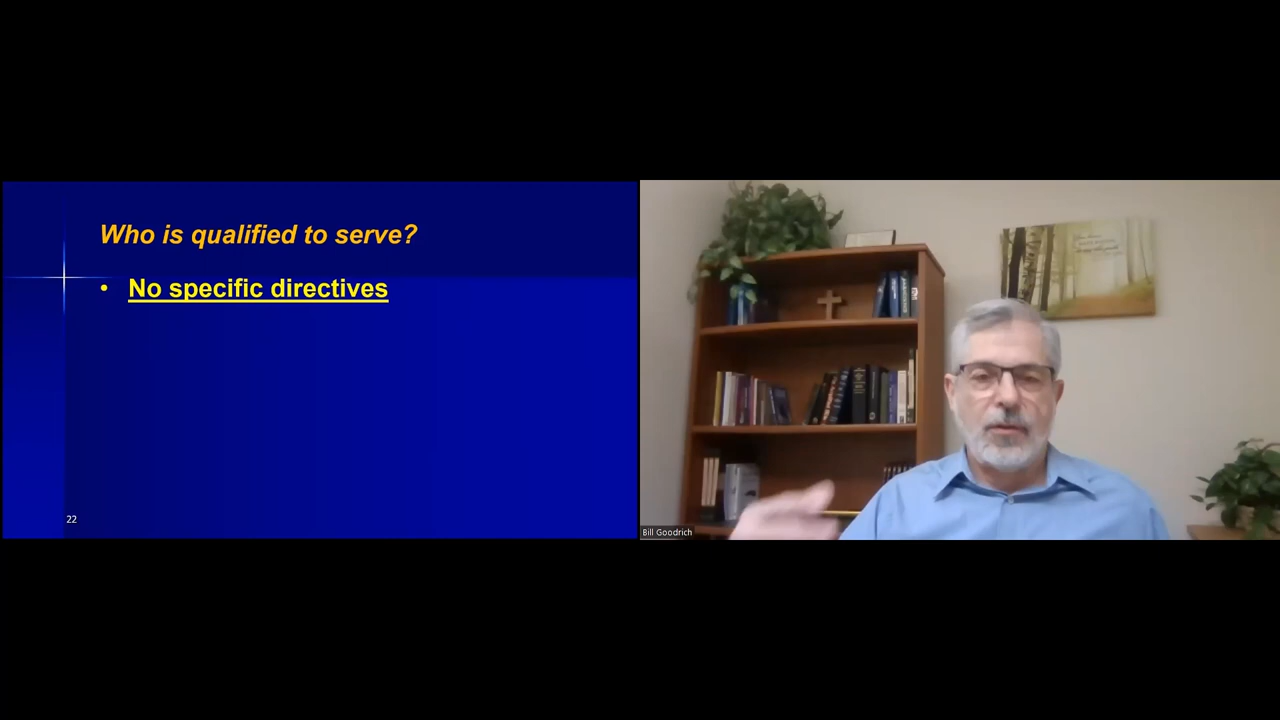 Who is qualified to serve?
• No specific directives
22
Bill Goodrich